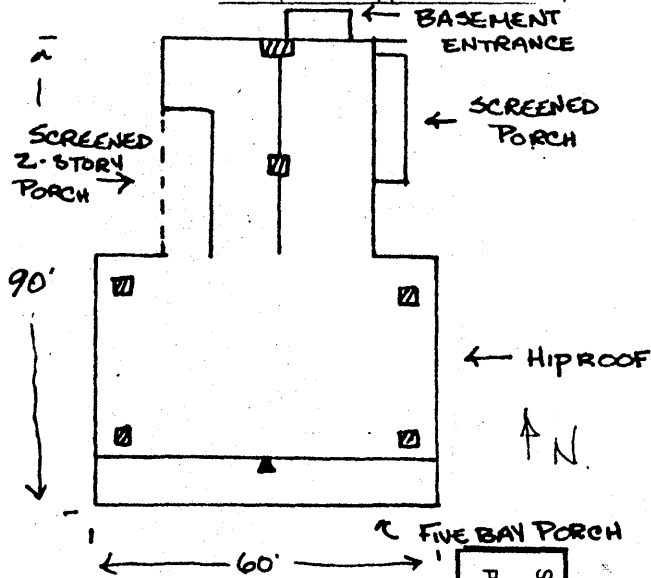 BASEMENT
ENTRANCE
SCREENED
PORCH
SCREENED
2-STORY
PORCH
90'
HIPROOF
N.
FIVE BAY PORCH
60'